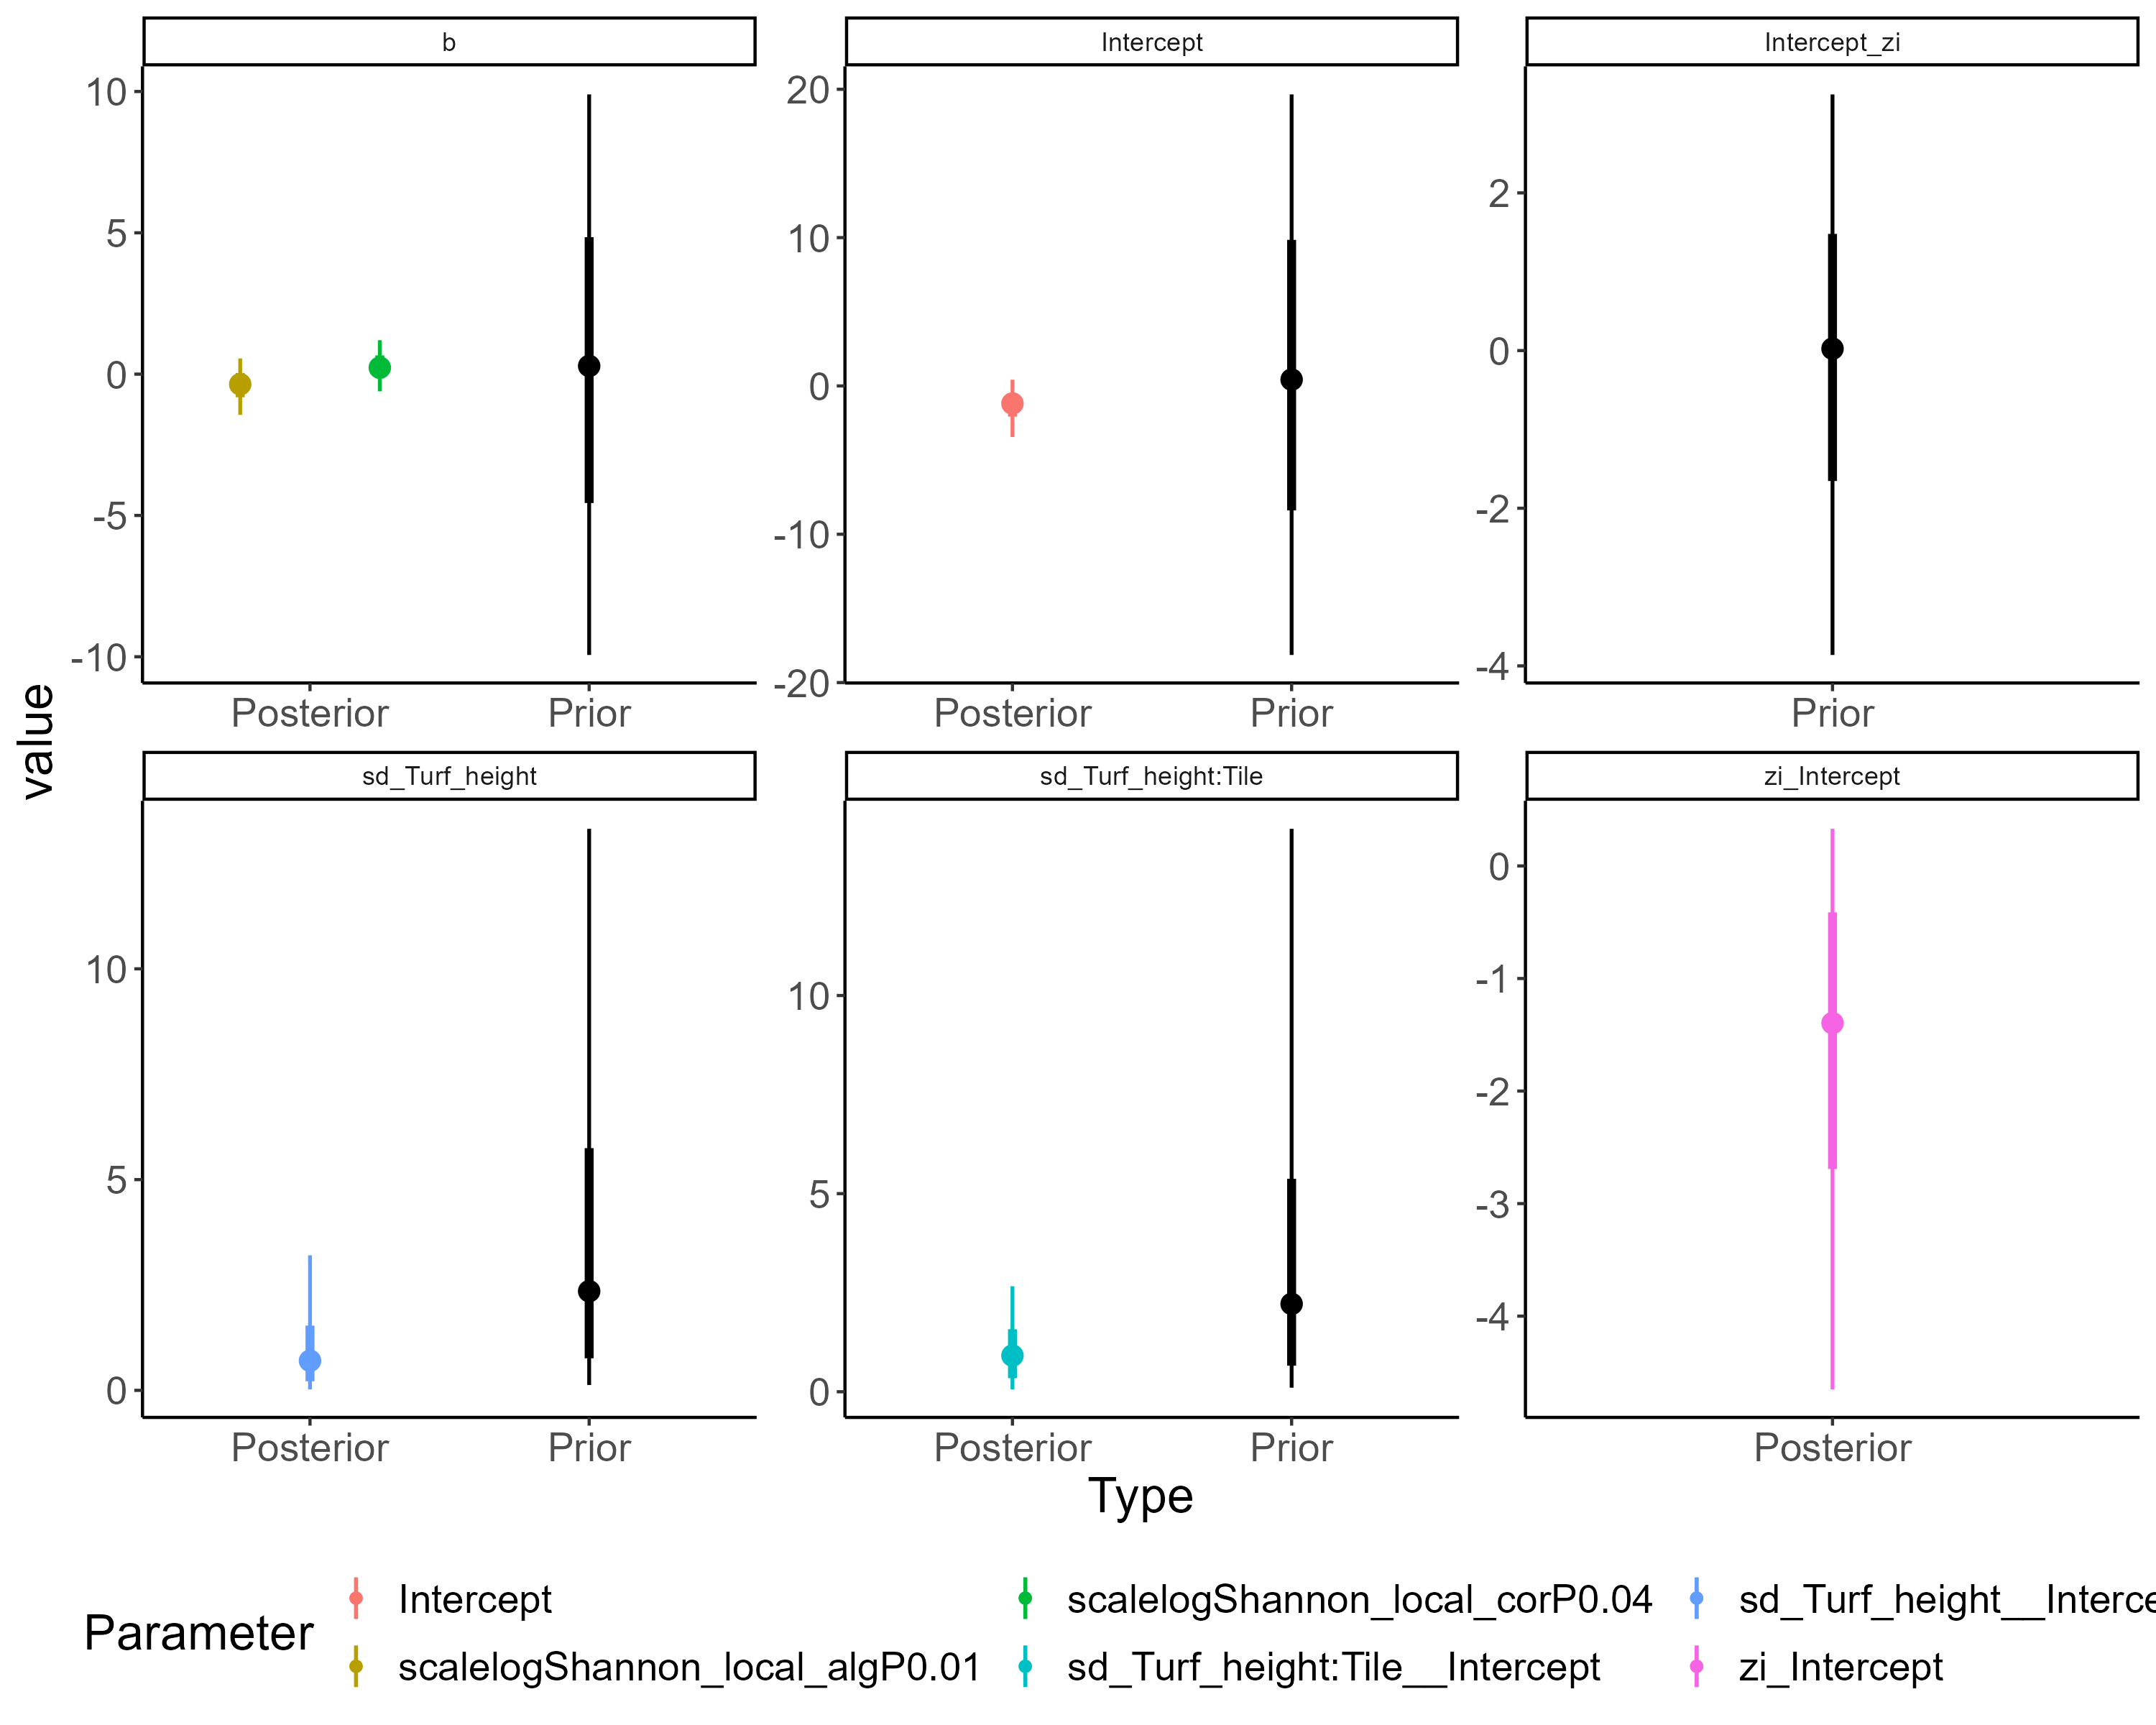 b
Intercept
Intercept_zi
10
5
0
-5
-10
20
10
0
-10
-20
2
0
-2
-4
Posterior
Prior
Posterior
Prior
Prior
value
sd_Turf_height
sd_Turf_height:Tile
zi_Intercept
10
5
0
10
5
0
0
-1
-2
-3
-4
Posterior
Prior
Posterior
Prior
Posterior
Type
Parameter
Intercept
scalelogShannon_local_corP0.04
sd_Turf_height__Interce
scalelogShannon_local_algP0.01
sd_Turf_height:Tile__Intercept
zi_Intercept